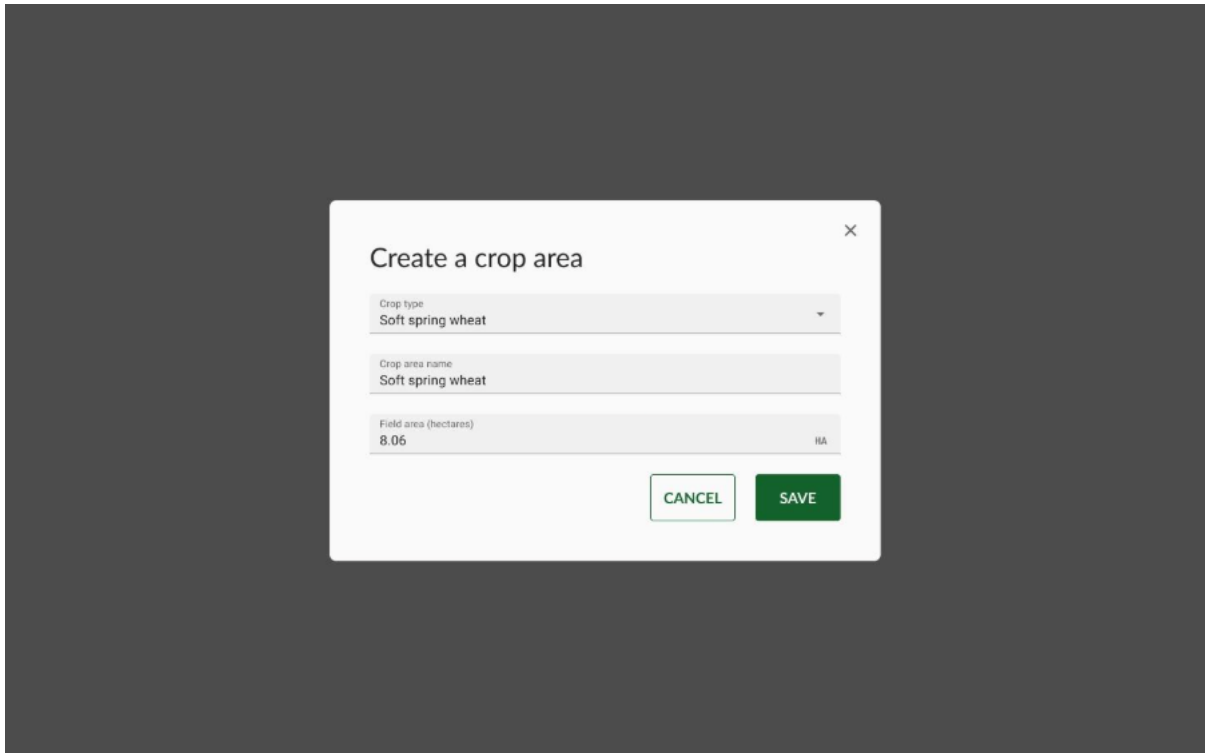 Create a crop area
Crop type
Soft spring wheat
Crop area name
Soft spring wheat
Field area (hectares)
8.06
HA
CANCEL
SAVE